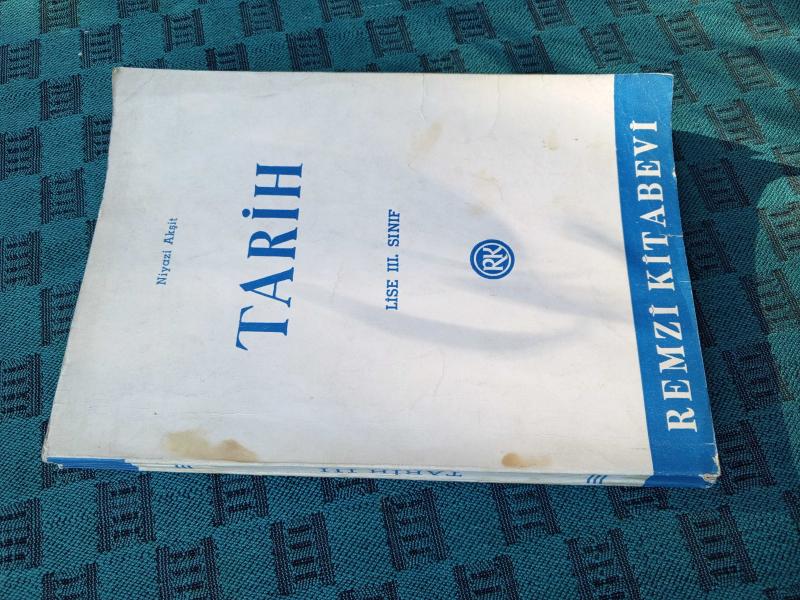 Niyazi Akşit
TARİH
LİSE III. SINIF
RK
REMZİ KİTABEVİ
TARİH III